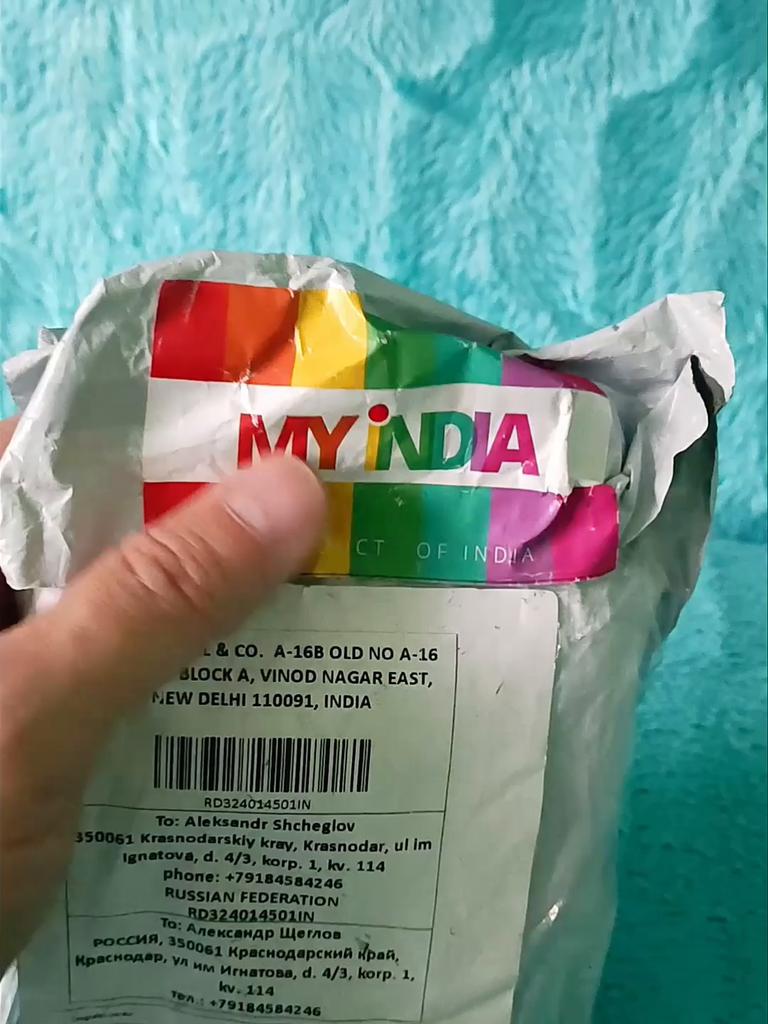 MY iNDIA
CT OF INDIA
L & CO. A-16B OLD NO A-16
BLOCK A, VINOD NAGAR EAST,
NEW DELHI 110091, INDIA
RD324014501IN
To: Aleksandr Shcheglov
350061 Krasnodarskiy kray, Krasnodar, ul im
Ignatova, d. 4/3, korp. 1, kv. 114
phone: +79184584246
RUSSIAN FEDERATION
RD324014501IN
To: Александр Щеглов
РОССИЯ, 350061 Краснодарский край,
Краснодар, ул им Игнатова, d. 4/3, korp. 1,
kv. 114
тел.: +79184584246